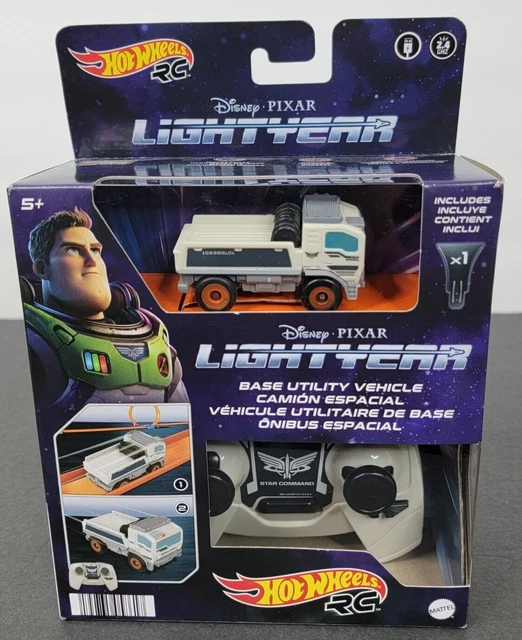 HOT WHEELS
RC
2.4
GHZ
DISNEY · PIXAR
LIGHTYEAR
5+
INCLUDES
INCLUYE
CONTIENT
INCLUI
x1
DISNEY · PIXAR
LIGHTYEAR
BASE UTILITY VEHICLE
CAMIÓN ESPACIAL
VÉHICULE UTILITAIRE DE BASE
ÔNIBUS ESPACIAL
1
2
STAR COMMAND
HOT WHEELS
RC
MATTEL